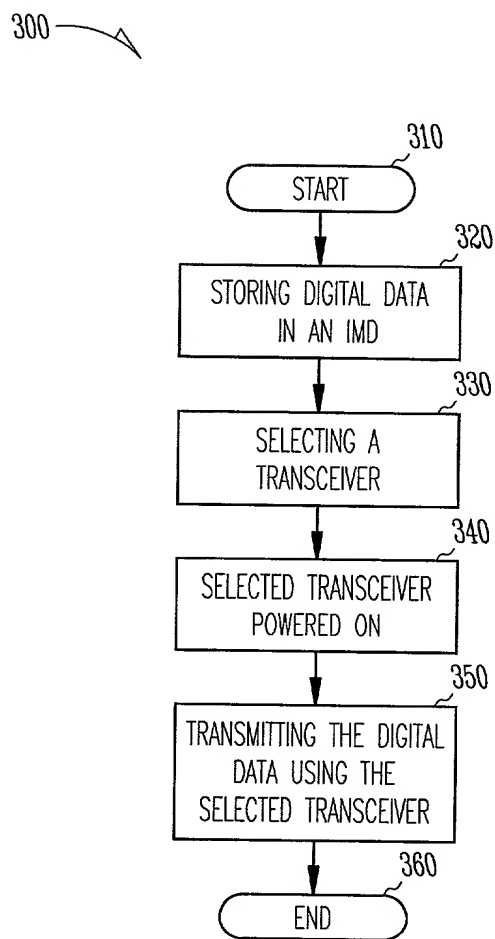 300
310
START
320
STORING DIGITAL DATA
IN AN IMD
330
SELECTING A
TRANSCEIVER
340
SELECTED TRANSCEIVER
POWERED ON
350
TRANSMITTING THE DIGITAL
DATA USING THE
SELECTED TRANSCEIVER
360
END